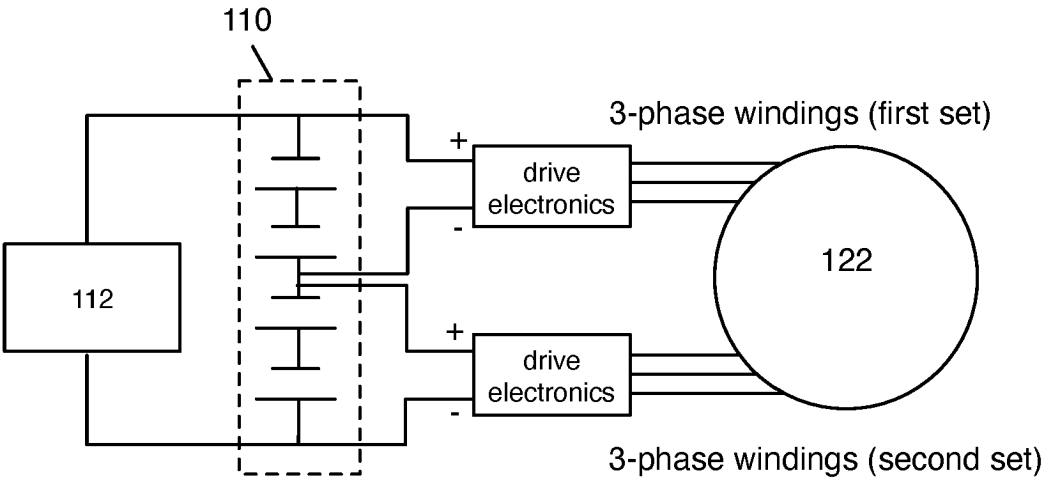 110
3-phase windings (first set)
+
drive
electronics
-
122
112
+
drive
electronics
-
3-phase windings (second set)